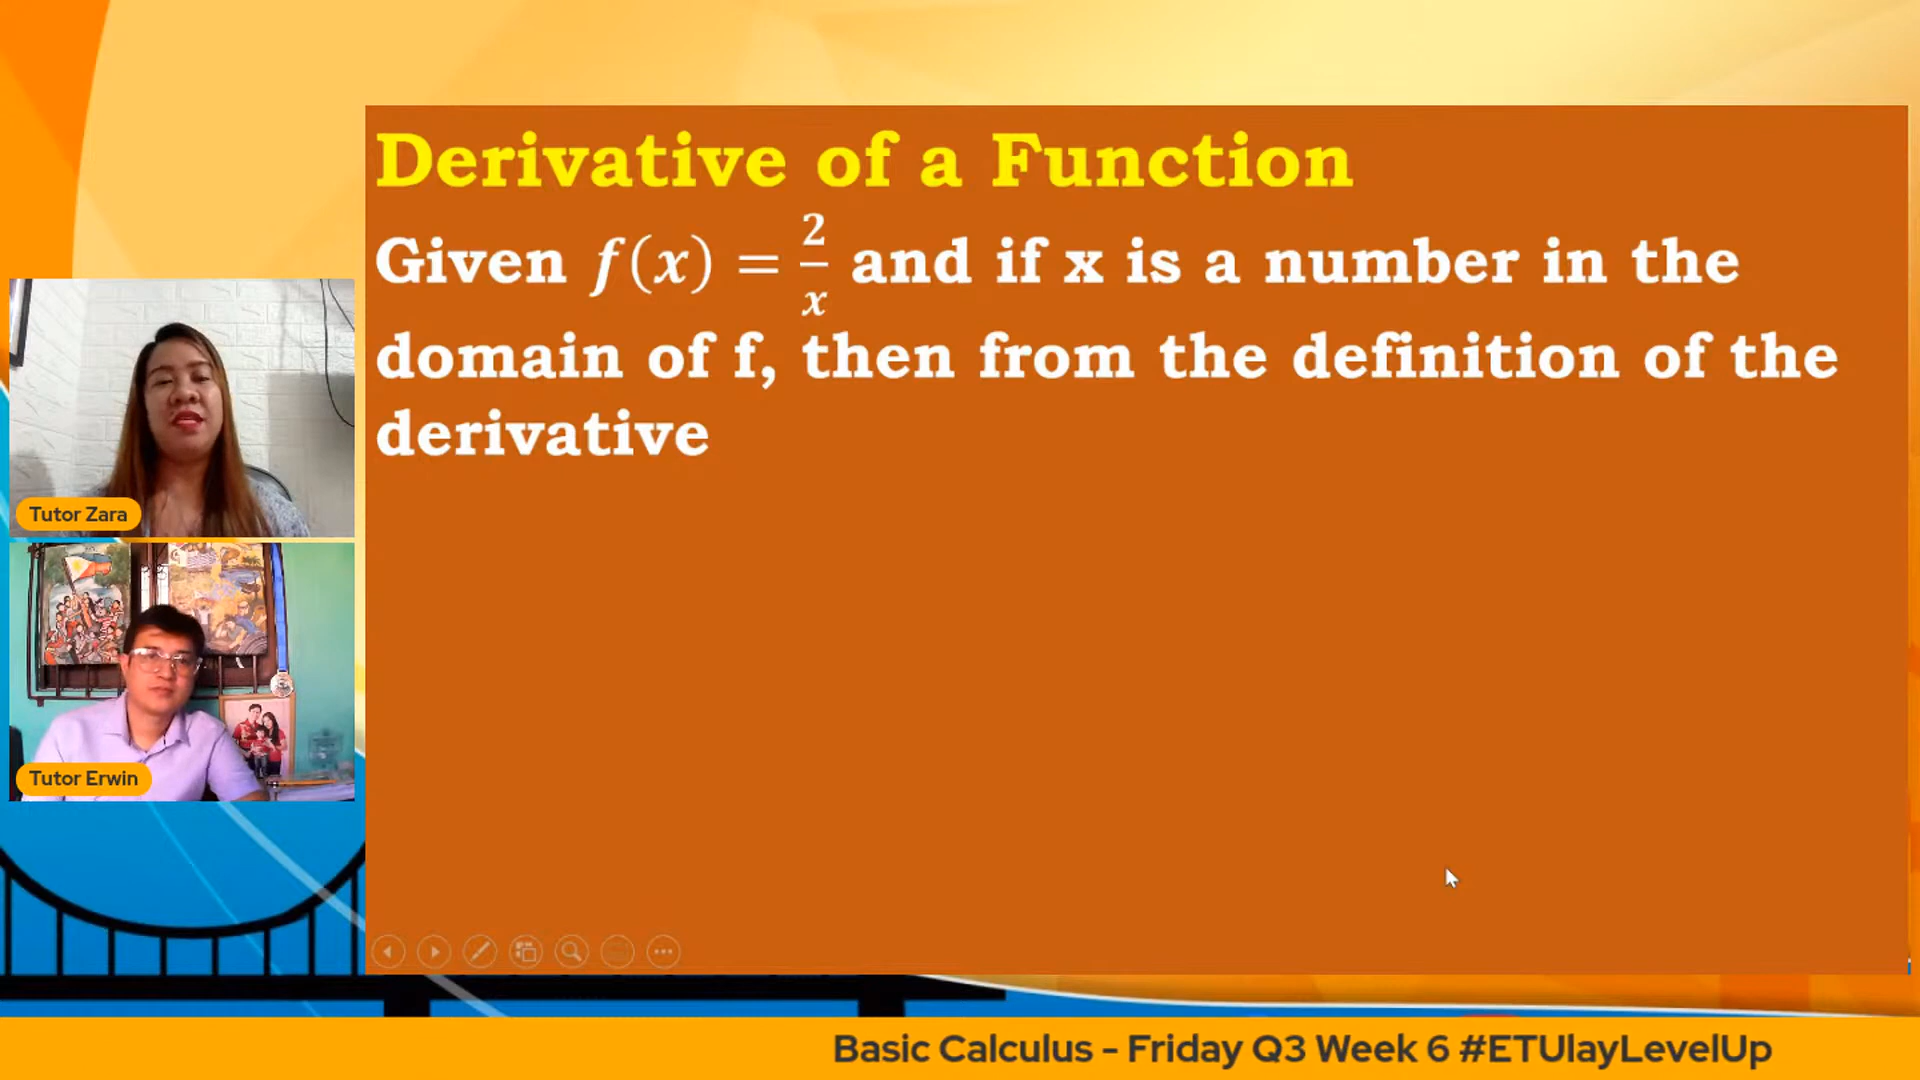 Derivative of a Function
Given f(x) = 2/x and if x is a number in the
domain of f, then from the definition of the
derivative
Tutor Zara
Tutor Erwin
Basic Calculus - Friday Q3 Week 6 #ETUlayLevelUp